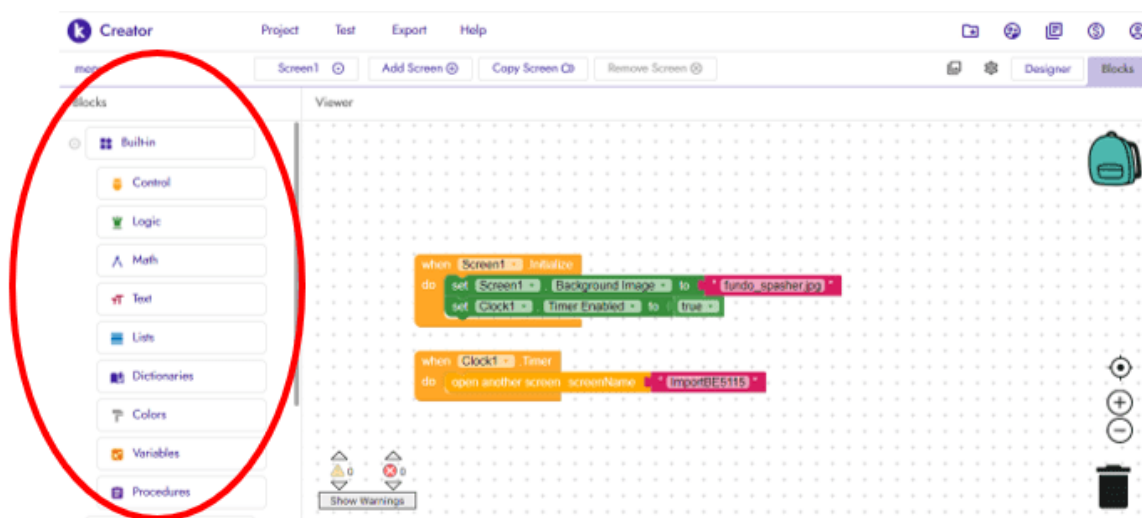 Creator Project Test Export Help
Screen1 Add Screen Copy Screen Remove Screen Designer Blocks
Blocks Viewer
Built-in
Control
Logic
Math
Text
Lists
Dictionaries
Colors
Variables
Procedures
when Screen1 .Initialize
do set Screen1 . Background Image to " fundo_spasher.jpg "
set Clock1 . Timer Enabled to true
when Clock1 .Timer
do open another screen screenName " ImportBE5115 "
0 0
Show Warnings